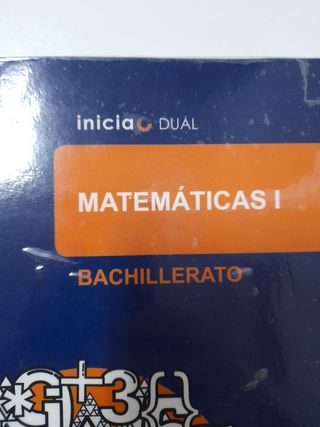 inicia DUAL
MATEMÁTICAS I
BACHILLERATO